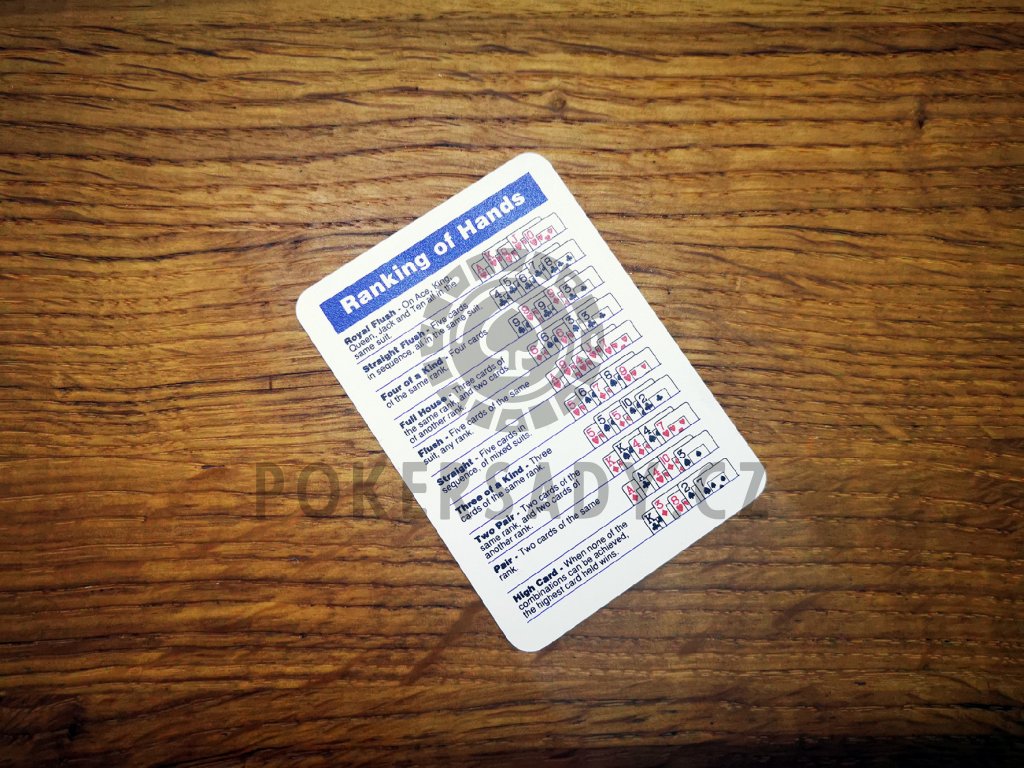 Ranking of Hands
Royal Flush - On Ace, King,
Queen, Jack and Ten all in the
same suit.
Straight Flush - Five cards
in sequence, all in the same suit.
Four of a Kind - Four cards
of the same rank.
Full House - Three cards of
the same rank and two cards
of another rank.
Flush - Five cards of the same
suit, any rank.
Straight - Five cards in
sequence, of mixed suits.
Three of a Kind - Three
cards of the same rank.
Two Pair - Two cards of the
same rank, and two cards of
another rank.
Pair - Two cards of the same
rank.
High Card - When none of the
combinations can be achieved,
the highest card held wins.
POKERSADY.CZ